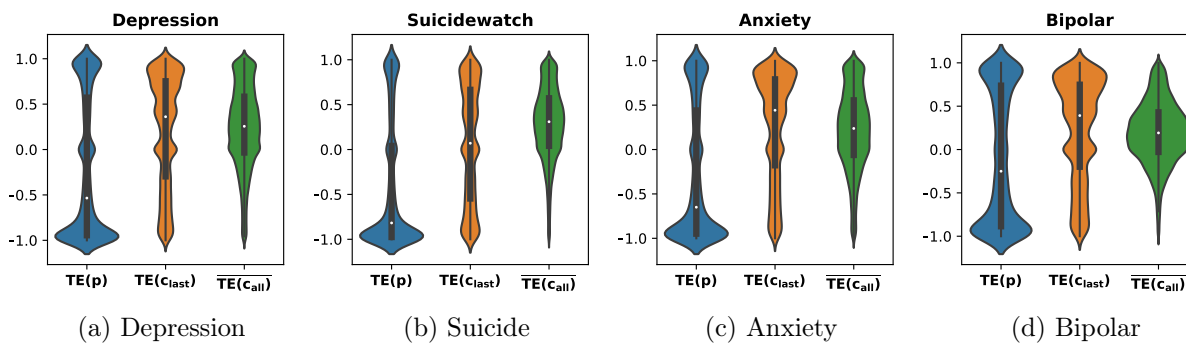 Depression
1.0
0.5
0.0
−0.5
−1.0
TE(p) TE(c_last) TE(c_all)
(a) Depression
Suicidewatch
1.0
0.5
0.0
−0.5
−1.0
TE(p) TE(c_last) TE(c_all)
(b) Suicide
Anxiety
1.0
0.5
0.0
−0.5
−1.0
TE(p) TE(c_last) TE(c_all)
(c) Anxiety
Bipolar
1.0
0.5
0.0
−0.5
−1.0
TE(p) TE(c_last) TE(c_all)
(d) Bipolar